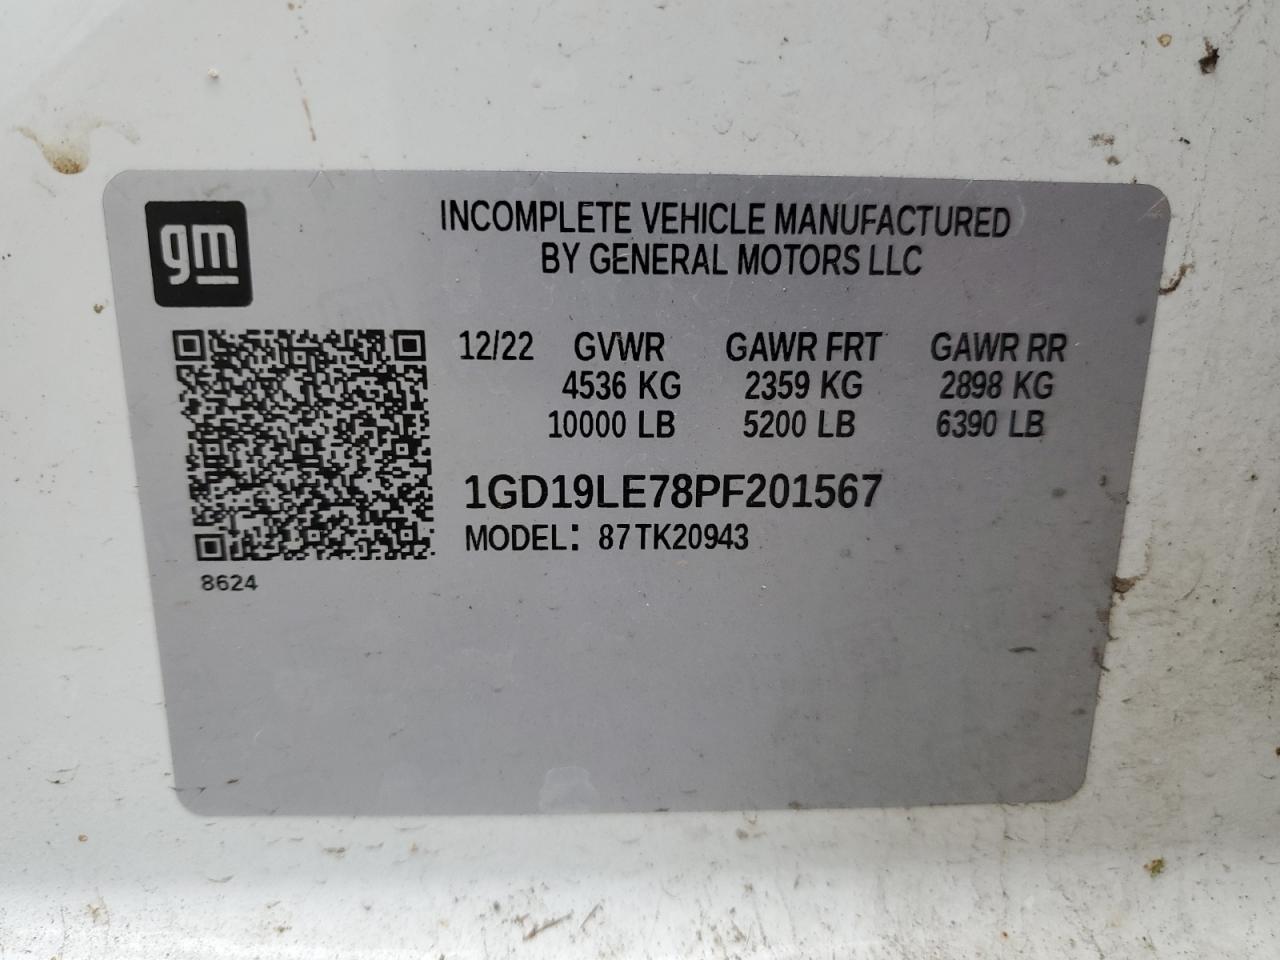 gm
INCOMPLETE VEHICLE MANUFACTURED
BY GENERAL MOTORS LLC
12/22 GVWR GAWR FRT GAWR RR
4536 KG 2359 KG 2898 KG
10000 LB 5200 LB 6390 LB
1GD19LE78PF201567
MODEL: 87TK20943
8624